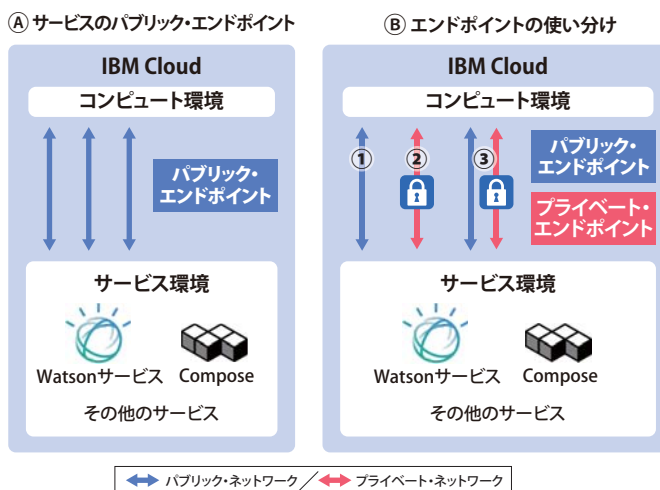 Ⓐ サービスのパブリック・エンドポイント
IBM Cloud
コンピュート環境
パブリック・
エンドポイント
サービス環境
Watsonサービス Compose
その他のサービス
Ⓑ エンドポイントの使い分け
IBM Cloud
コンピュート環境
① ② ③
パブリック・
エンドポイント
プライベート・
エンドポイント
サービス環境
Watsonサービス Compose
その他のサービス
パブリック・ネットワーク/プライベート・ネットワーク